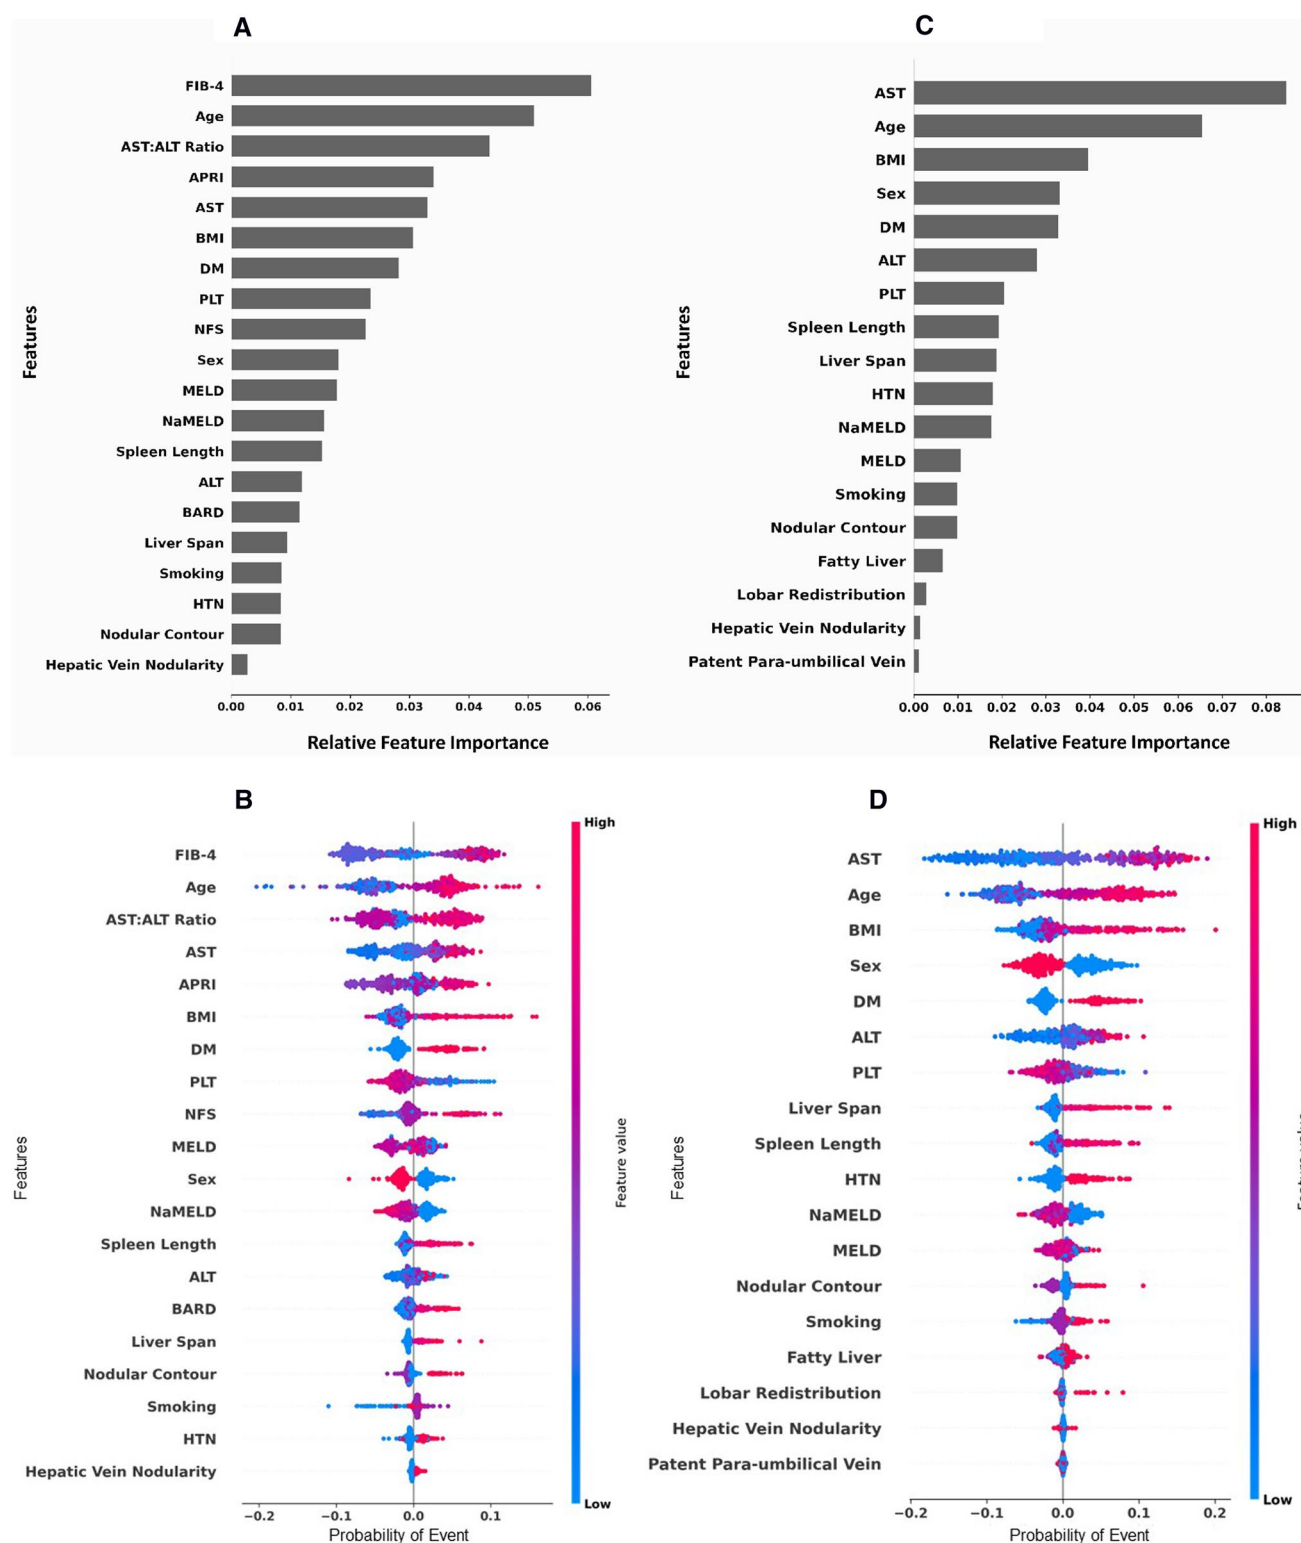 A
FIB-4
Age
AST:ALT Ratio
APRI
AST
BMI
DM
PLT
NFS
Sex
MELD
NaMELD
Spleen Length
ALT
BARD
Liver Span
Smoking
HTN
Nodular Contour
Hepatic Vein Nodularity
Features
0.00 0.01 0.02 0.03 0.04 0.05 0.06
Relative Feature Importance
C
AST
Age
BMI
Sex
DM
ALT
PLT
Spleen Length
Liver Span
HTN
NaMELD
MELD
Smoking
Nodular Contour
Fatty Liver
Lobar Redistribution
Hepatic Vein Nodularity
Patent Para-umbilical Vein
Features
0.00 0.01 0.02 0.03 0.04 0.05 0.06 0.07 0.08
Relative Feature Importance
B
FIB-4
Age
AST:ALT Ratio
AST
APRI
BMI
DM
PLT
NFS
MELD
Sex
NaMELD
Spleen Length
ALT
BARD
Liver Span
Nodular Contour
Smoking
HTN
Hepatic Vein Nodularity
Features
−0.2 −0.1 0.0 0.1
Probability of Event
High
Feature value
Low
D
AST
Age
BMI
Sex
DM
ALT
PLT
Liver Span
Spleen Length
HTN
NaMELD
MELD
Nodular Contour
Smoking
Fatty Liver
Lobar Redistribution
Hepatic Vein Nodularity
Patent Para-umbilical Vein
Features
−0.2 −0.1 0.0 0.1 0.2
Probability of Event
High
Low